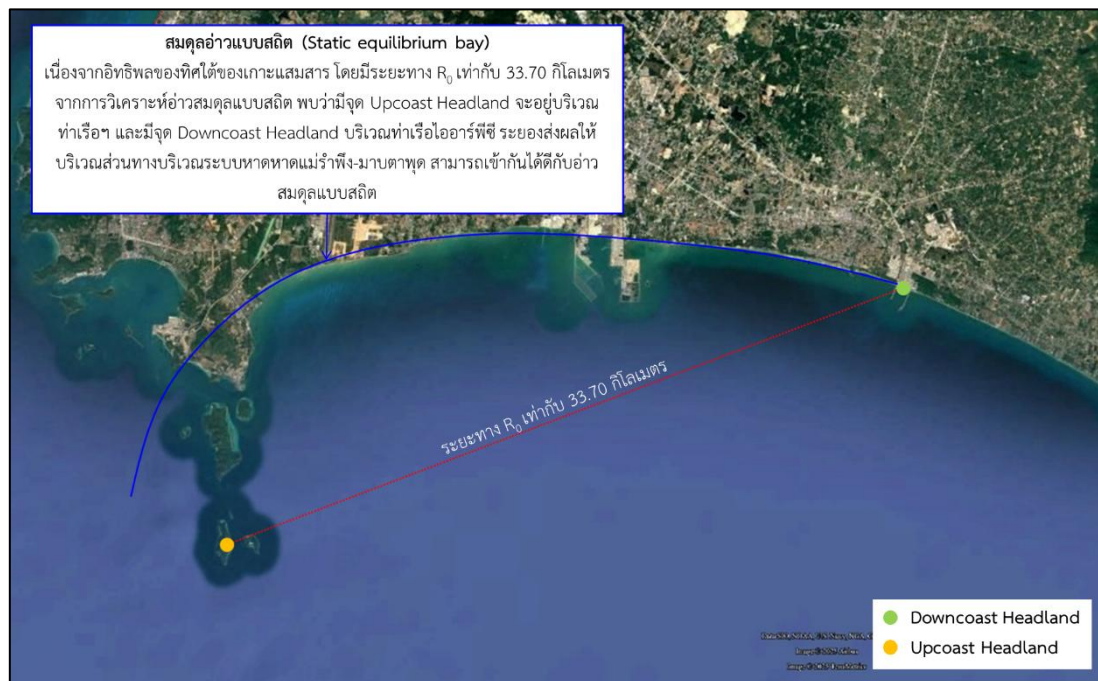 สมดุลอ่าวแบบสถิต (Static equilibrium bay)
เนื่องจากอิทธิพลของทิศใต้ของเกาะแสมสาร โดยมีระยะทาง R₀ เท่ากับ 33.70 กิโลเมตร
จากการวิเคราะห์อ่าวสมดุลแบบสถิต พบว่ามีจุด Upcoast Headland จะอยู่บริเวณ
ท่าเรือฯ และมีจุด Downcoast Headland บริเวณท่าเรือไออาร์พีซี ระยองส่งผลให้
บริเวณส่วนทางบริเวณระบบหาดหาดแม่รำพึง-มาบตาพุด สามารถเข้ากันได้ดีกับอ่าว
สมดุลแบบสถิต
ระยะทาง R₀ เท่ากับ 33.70 กิโลเมตร
Downcoast Headland
Upcoast Headland